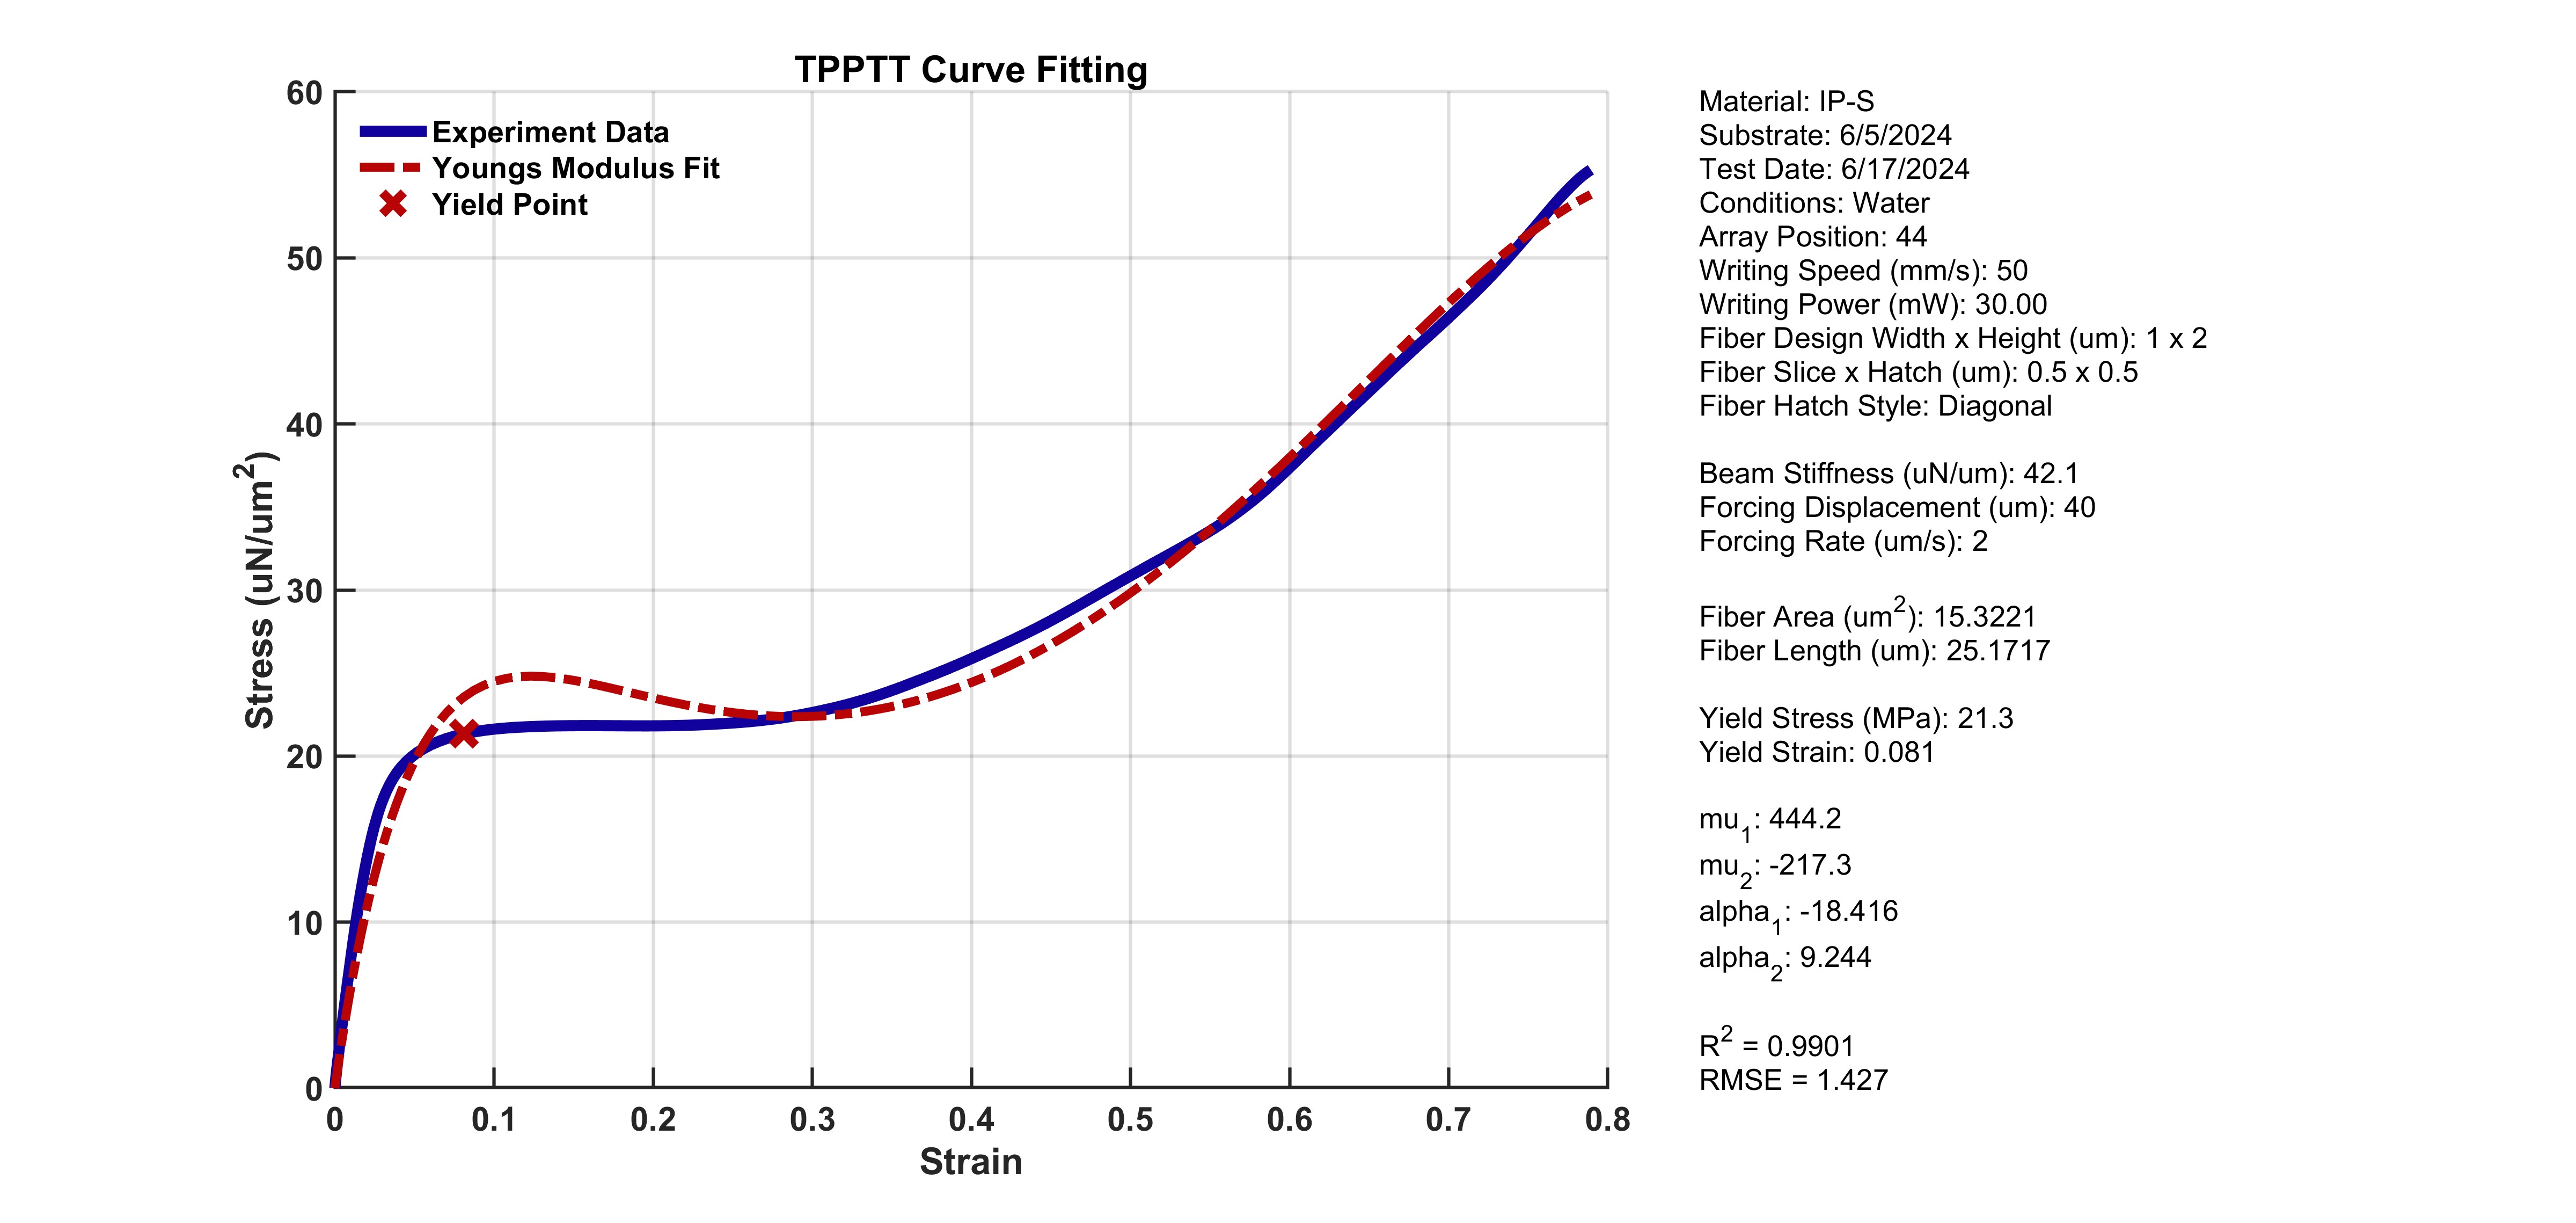 TPPTT Curve Fitting
60
50
40
30
20
10
0
Stress (uN/um²)
Experiment Data
Youngs Modulus Fit
Yield Point
0 0.1 0.2 0.3 0.4 0.5 0.6 0.7 0.8
Strain
Material: IP-S
Substrate: 6/5/2024
Test Date: 6/17/2024
Conditions: Water
Array Position: 44
Writing Speed (mm/s): 50
Writing Power (mW): 30.00
Fiber Design Width x Height (um): 1 x 2
Fiber Slice x Hatch (um): 0.5 x 0.5
Fiber Hatch Style: Diagonal
Beam Stiffness (uN/um): 42.1
Forcing Displacement (um): 40
Forcing Rate (um/s): 2
Fiber Area (um²): 15.3221
Fiber Length (um): 25.1717
Yield Stress (MPa): 21.3
Yield Strain: 0.081
mu₁: 444.2
mu₂: -217.3
alpha₁: -18.416
alpha₂: 9.244
R² = 0.9901
RMSE = 1.427